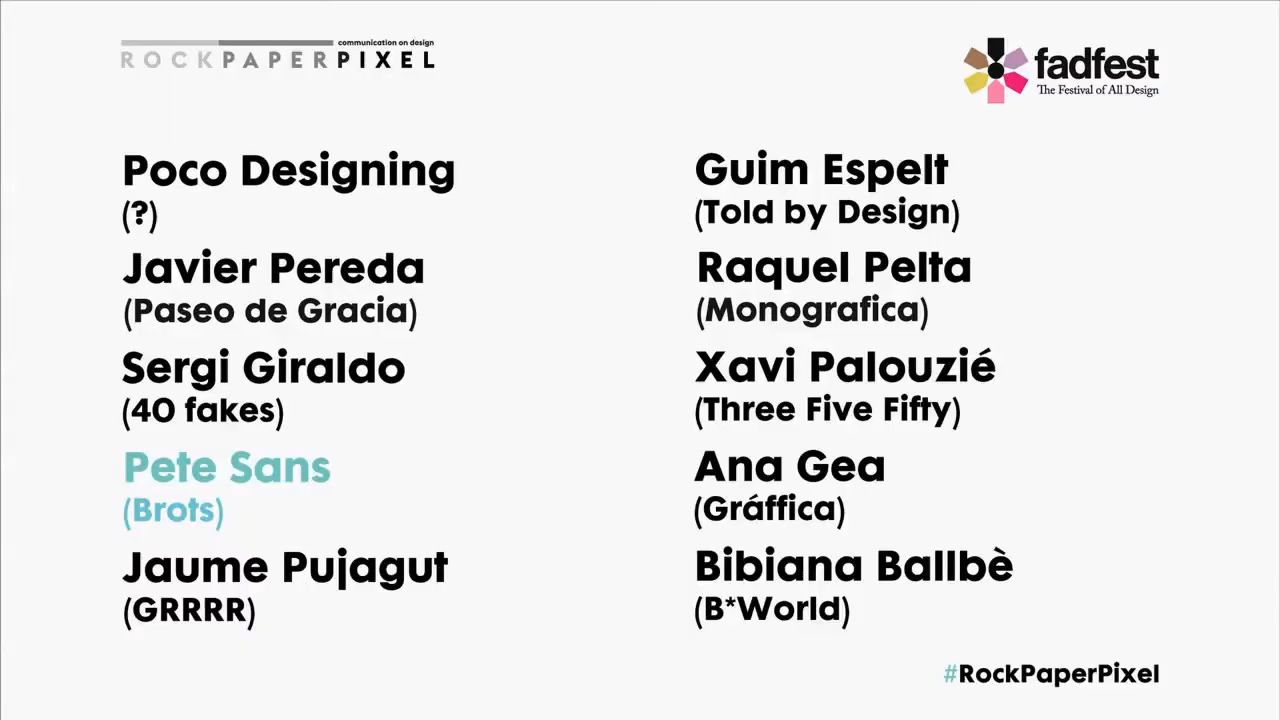 communication on design
ROCKPAPERPIXEL
fadfest
The Festival of All Design
Poco Designing
(?)
Javier Pereda
(Paseo de Gracia)
Sergi Giraldo
(40 fakes)
Pete Sans
(Brots)
Jaume Pujagut
(GRRRR)
Guim Espelt
(Told by Design)
Raquel Pelta
(Monografica)
Xavi Palouzié
(Three Five Fifty)
Ana Gea
(Gráffica)
Bibiana Ballbè
(B*World)
#RockPaperPixel